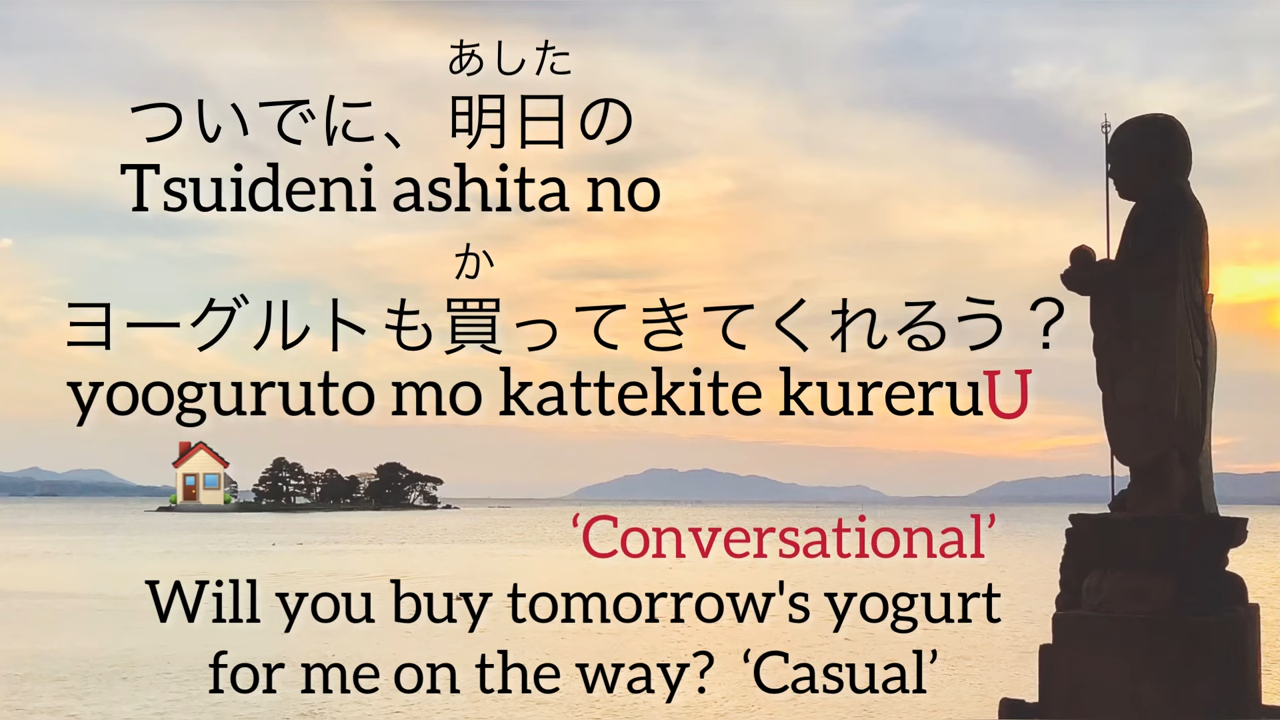 あした
ついでに、明日の
Tsuideni ashita no
か
ヨーグルトも買ってきてくれるう？
yooguruto mo kattekite kureruU
‘Conversational’
Will you buy tomorrow's yogurt
for me on the way? ‘Casual’